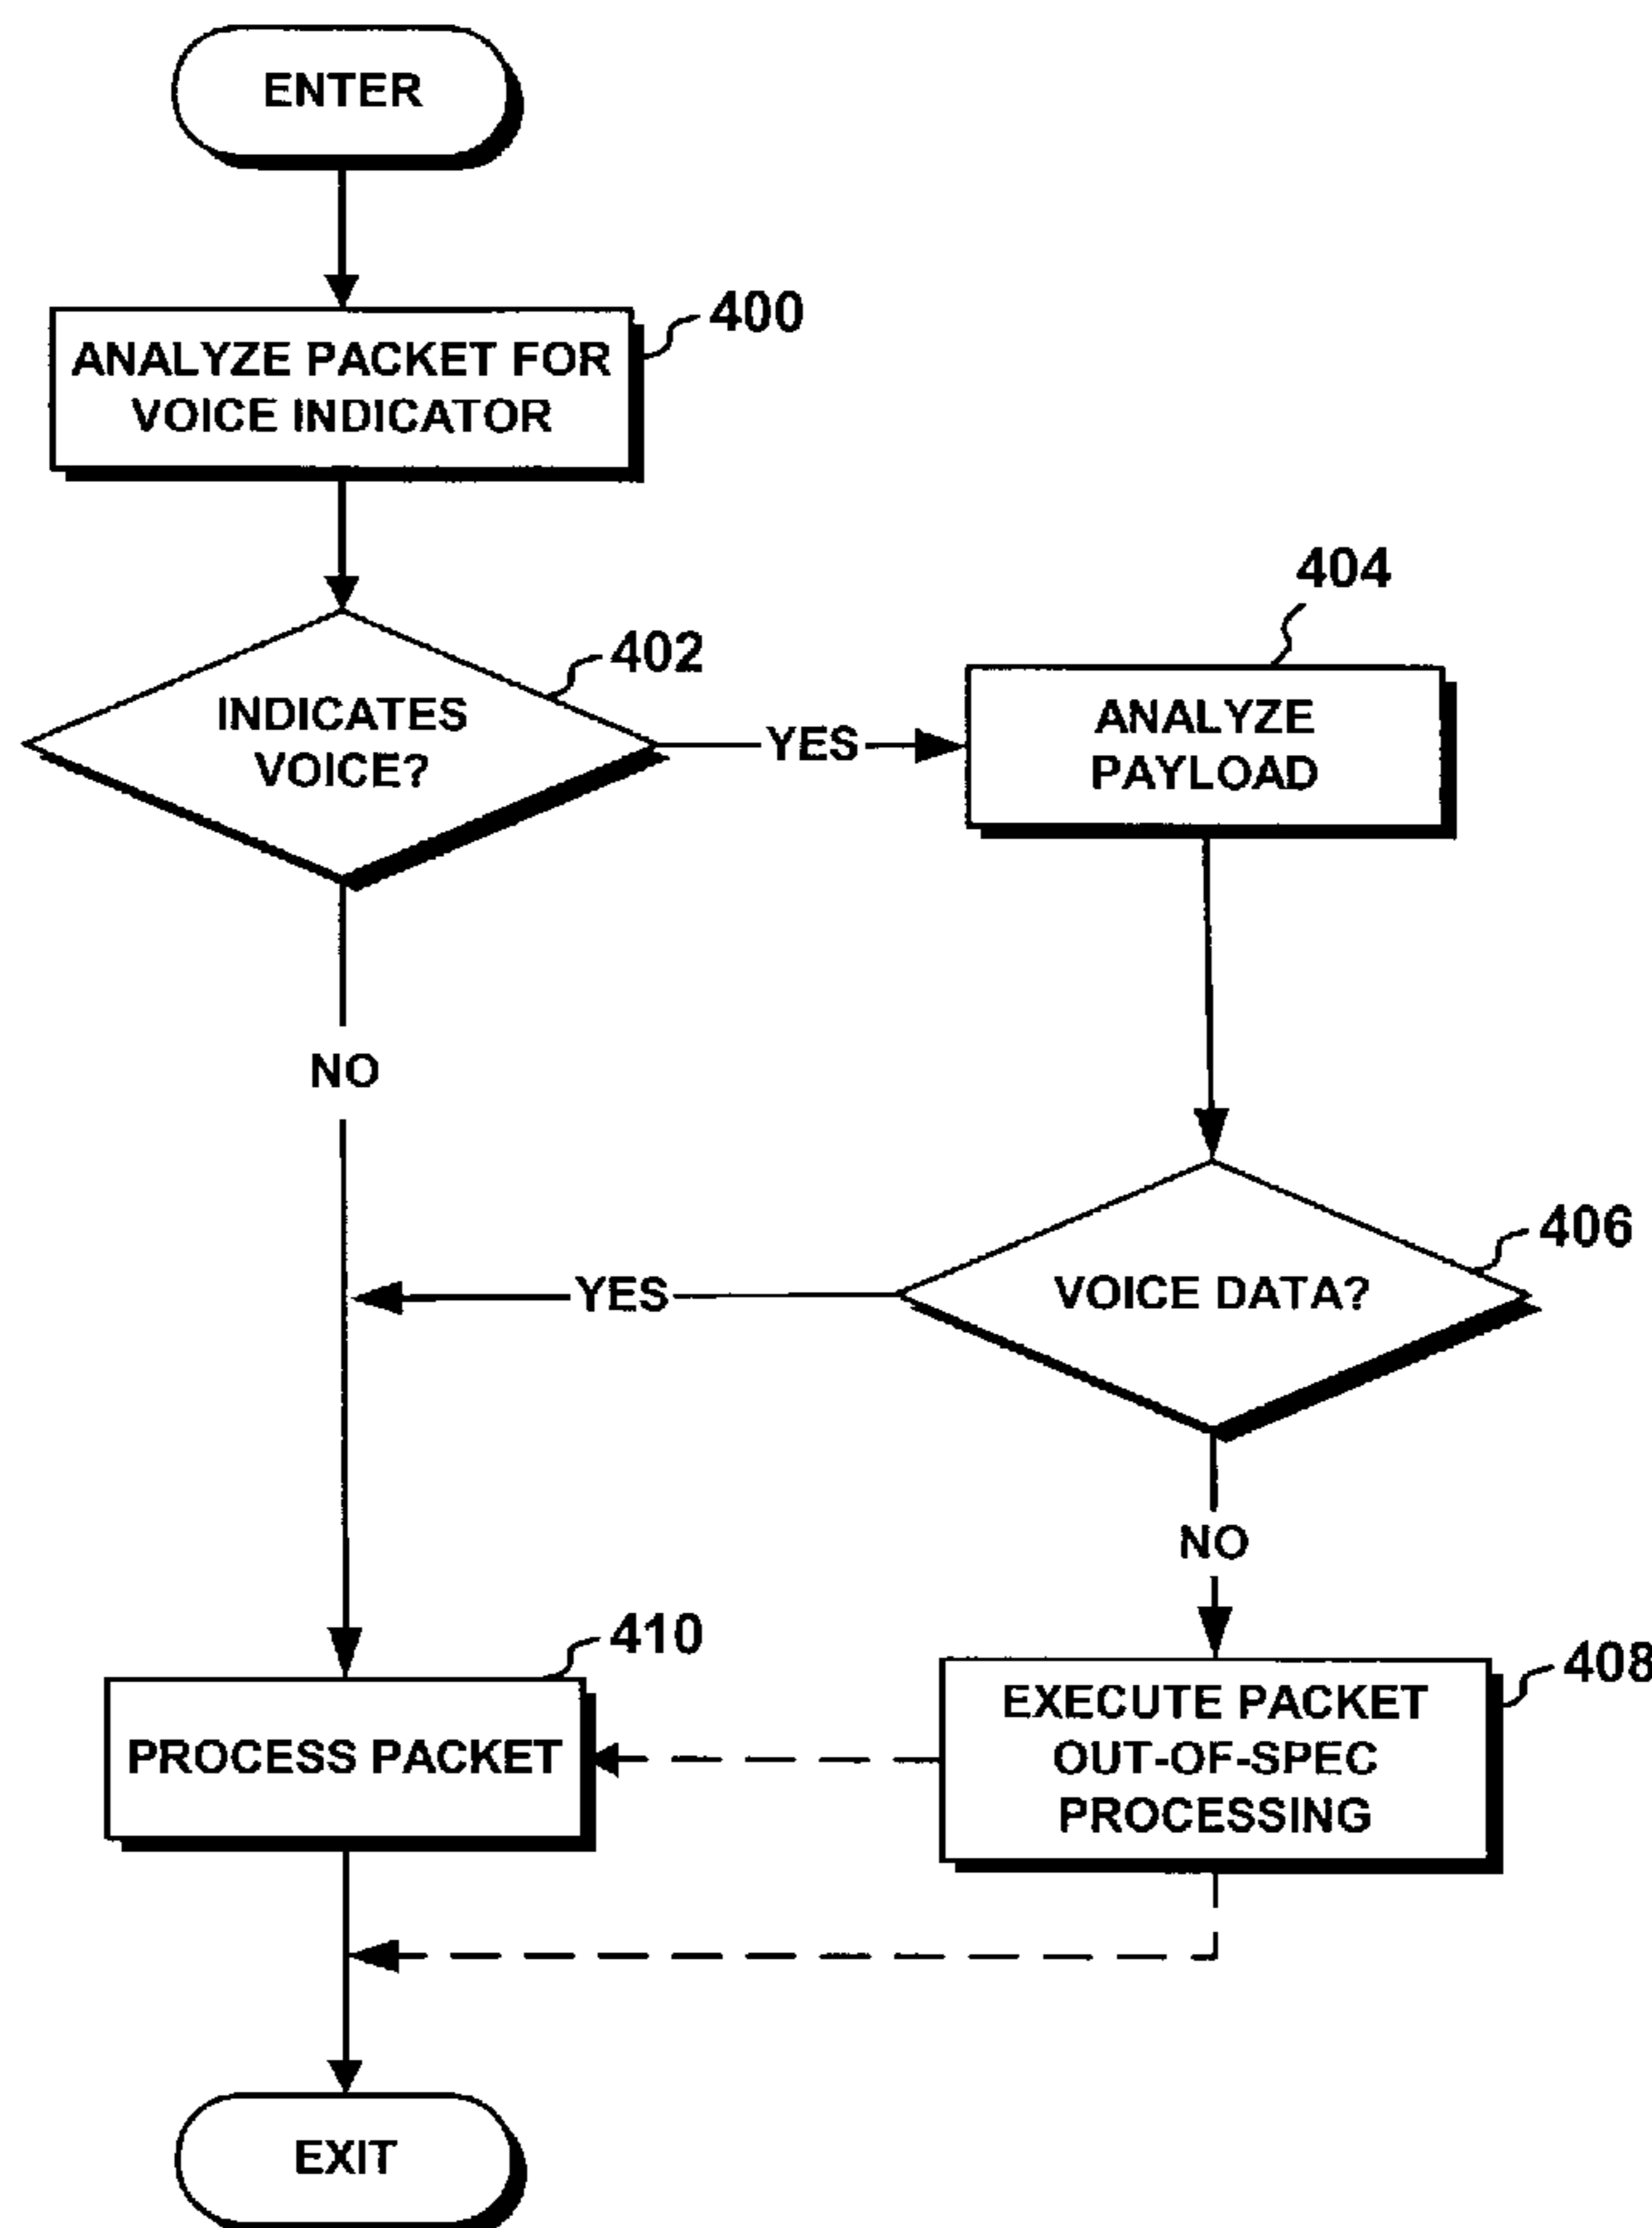 ENTER
400
ANALYZE PACKET FOR
VOICE INDICATOR
402
404
INDICATES
VOICE?
YES
ANALYZE
PAYLOAD
NO
406
VOICE DATA?
YES
NO
410
408
PROCESS PACKET
EXECUTE PACKET
OUT-OF-SPEC
PROCESSING
EXIT